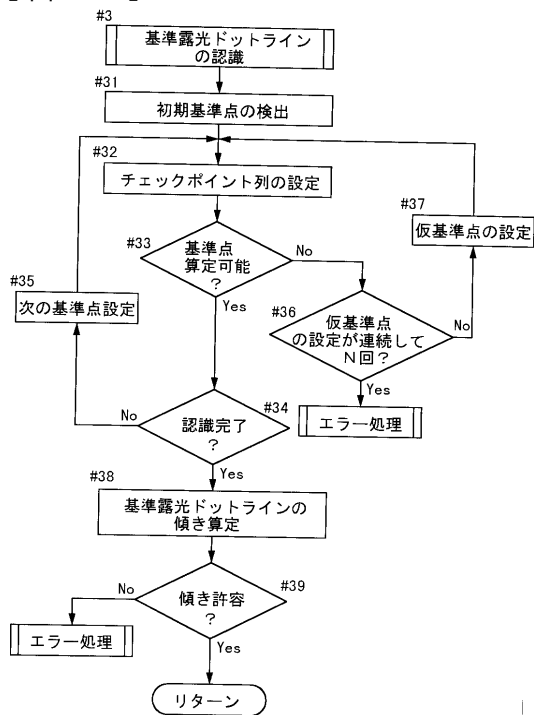 #3
基準露光ドットライン
の認識
#31
初期基準点の検出
#32
チェックポイント列の設定
#37
仮基準点の設定
#33
基準点
算定可能
?
No
Yes
#35
次の基準点設定
#36
仮基準点
の設定が連続して
N回?
No
Yes
エラー処理
#34
認識完了
?
No
Yes
#38
基準露光ドットラインの
傾き算定
#39
傾き許容
?
No
エラー処理
Yes
リターン